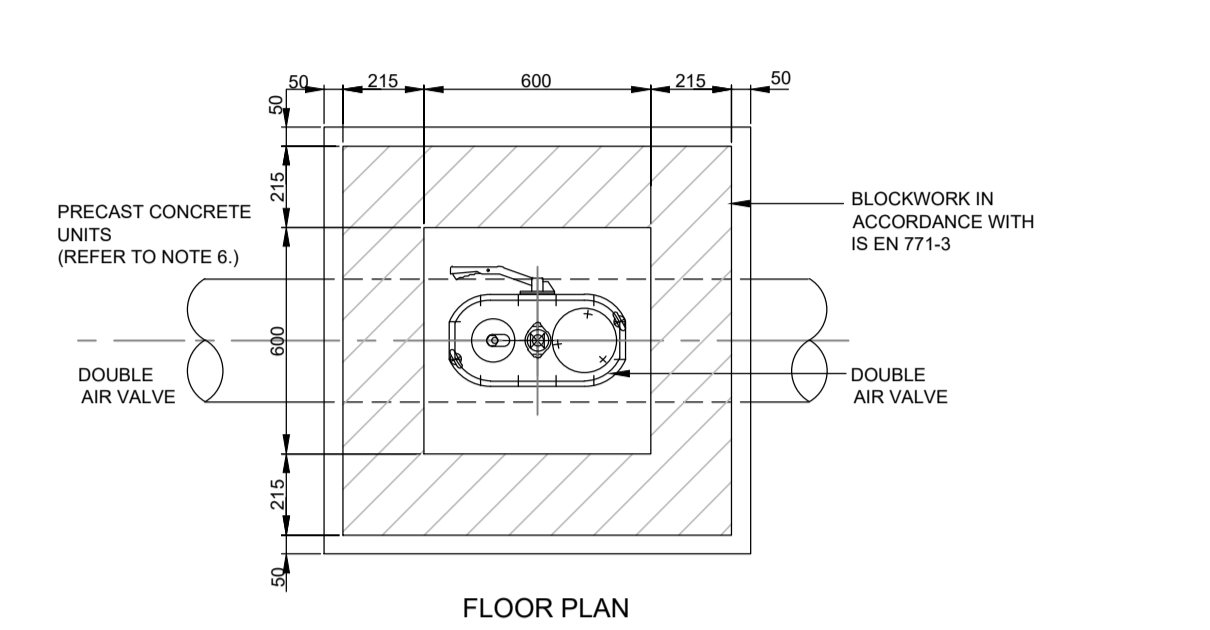 50
215
600
215
50
50
215
600
215
50
PRECAST CONCRETE
UNITS
(REFER TO NOTE 6.)
BLOCKWORK IN
ACCORDANCE WITH
IS EN 771-3
DOUBLE
AIR VALVE
DOUBLE
AIR VALVE
FLOOR PLAN